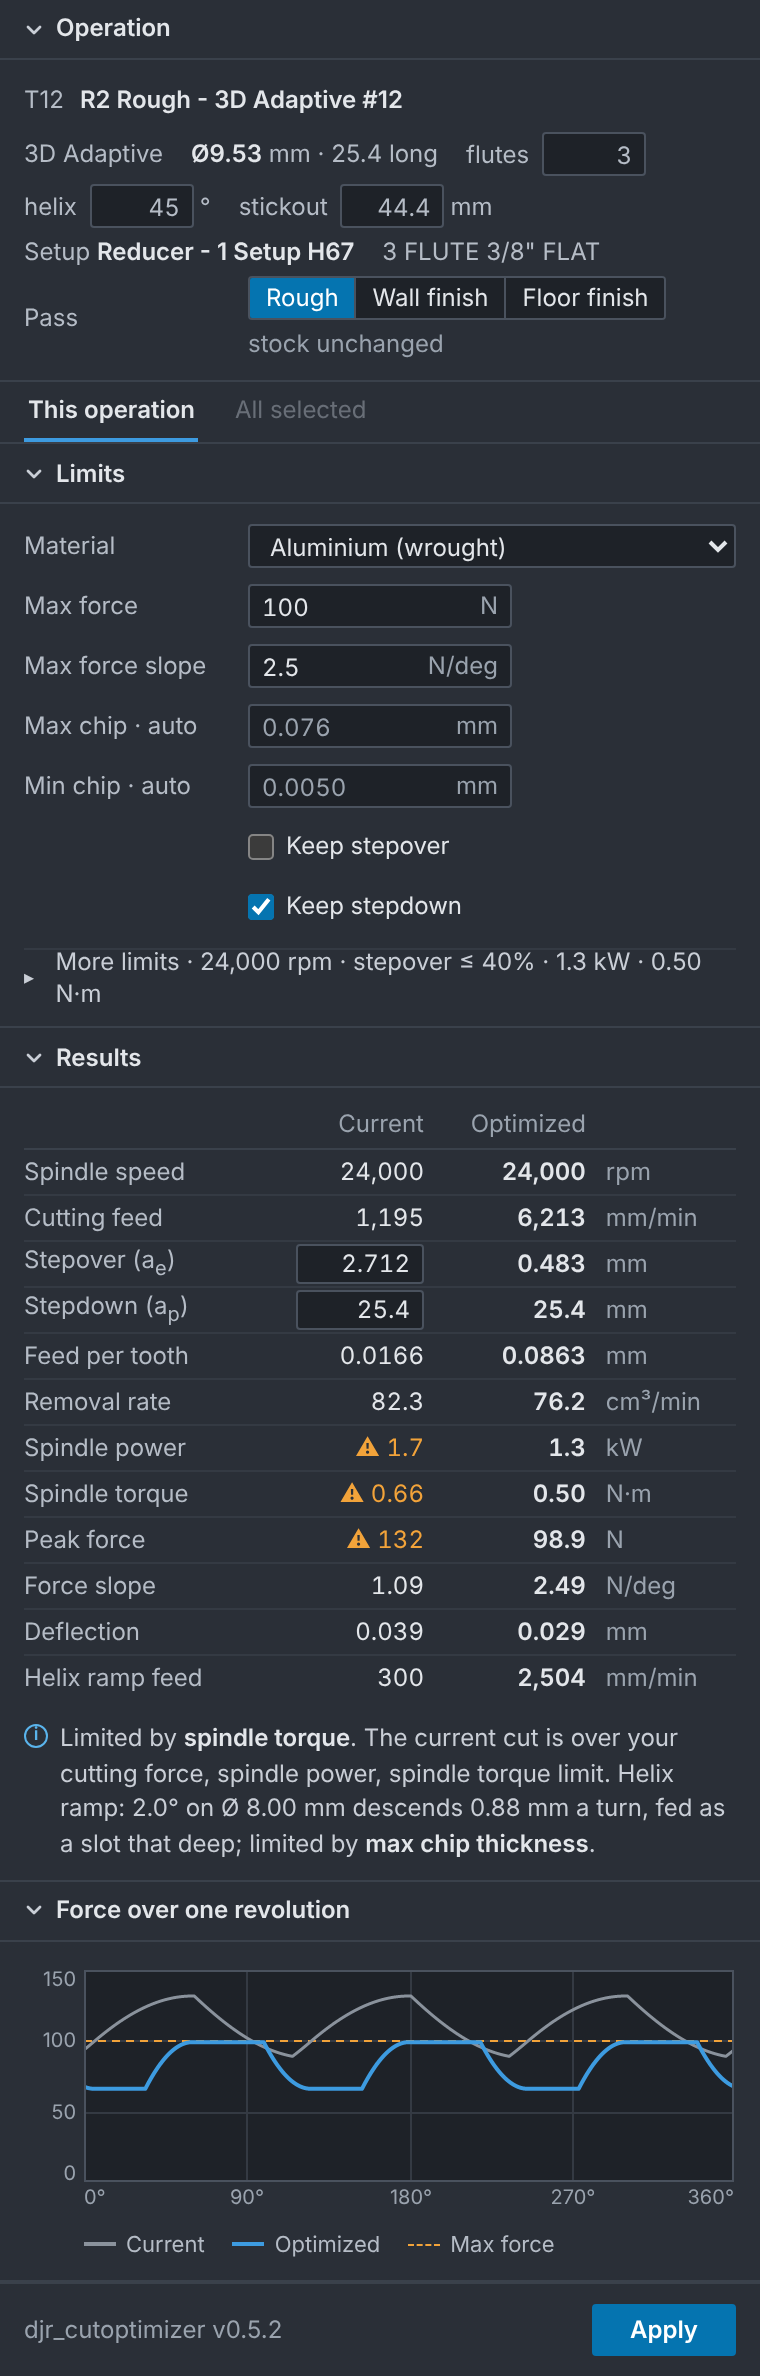 Operation
T12 R2 Rough - 3D Adaptive #12
3D Adaptive Ø9.53 mm · 25.4 long flutes 3
helix 45 ° stickout 44.4 mm
Setup Reducer - 1 Setup H67 3 FLUTE 3/8" FLAT
Pass Rough Wall finish Floor finish
stock unchanged
This operation All selected
Limits
Material Aluminium (wrought)
Max force 100 N
Max force slope 2.5 N/deg
Max chip · auto 0.076 mm
Min chip · auto 0.0050 mm
Keep stepover
Keep stepdown
More limits · 24,000 rpm · stepover ≤ 40% · 1.3 kW · 0.50
N·m
Results
Current Optimized
Spindle speed 24,000 24,000 rpm
Cutting feed 1,195 6,213 mm/min
Stepover (ae) 2.712 0.483 mm
Stepdown (ap) 25.4 25.4 mm
Feed per tooth 0.0166 0.0863 mm
Removal rate 82.3 76.2 cm³/min
Spindle power 1.7 1.3 kW
Spindle torque 0.66 0.50 N·m
Peak force 132 98.9 N
Force slope 1.09 2.49 N/deg
Deflection 0.039 0.029 mm
Helix ramp feed 300 2,504 mm/min
Limited by spindle torque. The current cut is over your
cutting force, spindle power, spindle torque limit. Helix
ramp: 2.0° on Ø 8.00 mm descends 0.88 mm a turn, fed as
a slot that deep; limited by max chip thickness.
Force over one revolution
150
100
50
0
0° 90° 180° 270° 360°
Current Optimized Max force
djr_cutoptimizer v0.5.2 Apply